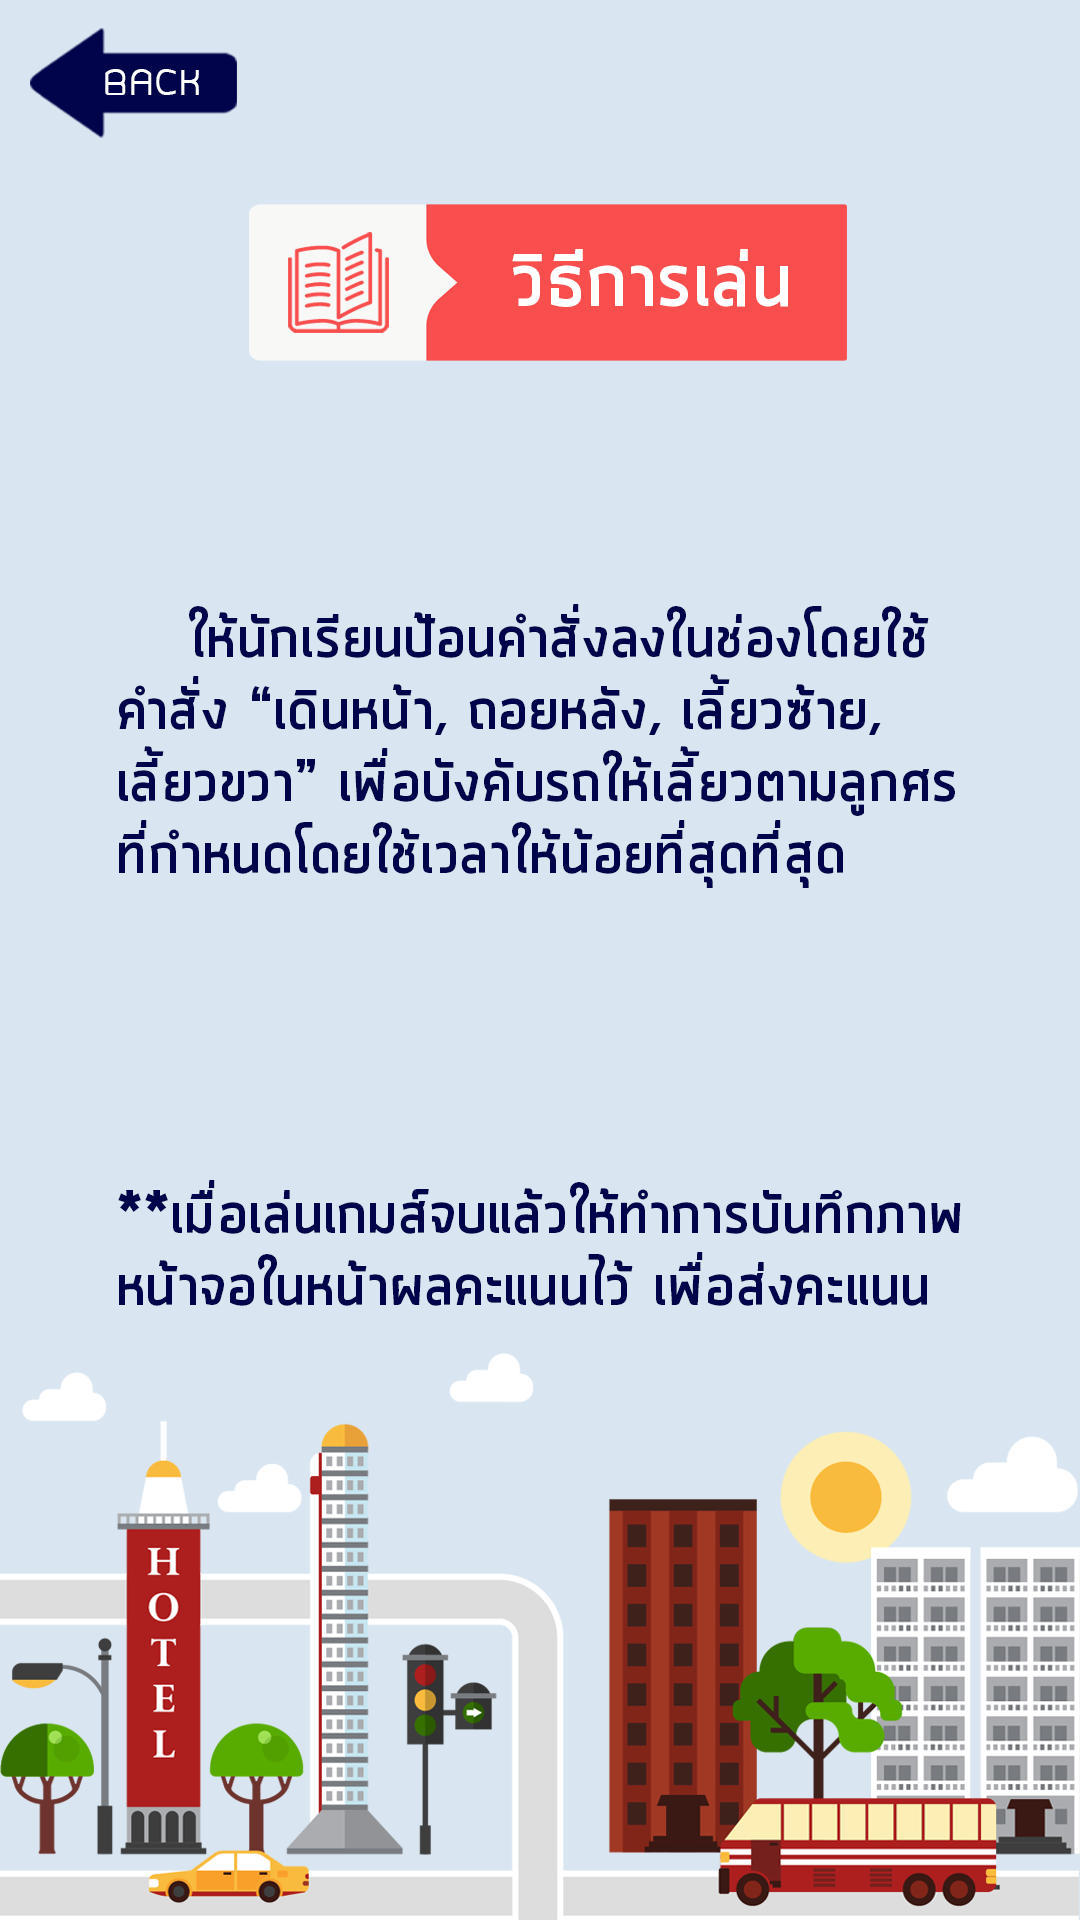 BACK
วิธีการเล่น
ให้นักเรียนป้อนคำสั่งลงในช่องโดยใช้
คำสั่ง “เดินหน้า, ถอยหลัง, เลี้ยวซ้าย,
เลี้ยวขวา” เพื่อบังคับรถให้เลี้ยวตามลูกศร
ที่กำหนดโดยใช้เวลาให้น้อยที่สุดที่สุด
**เมื่อเล่นเกมส์จบแล้วให้ทำการบันทึกภาพ
หน้าจอในหน้าผลคะแนนไว้ เพื่อส่งคะแนน
HOTEL